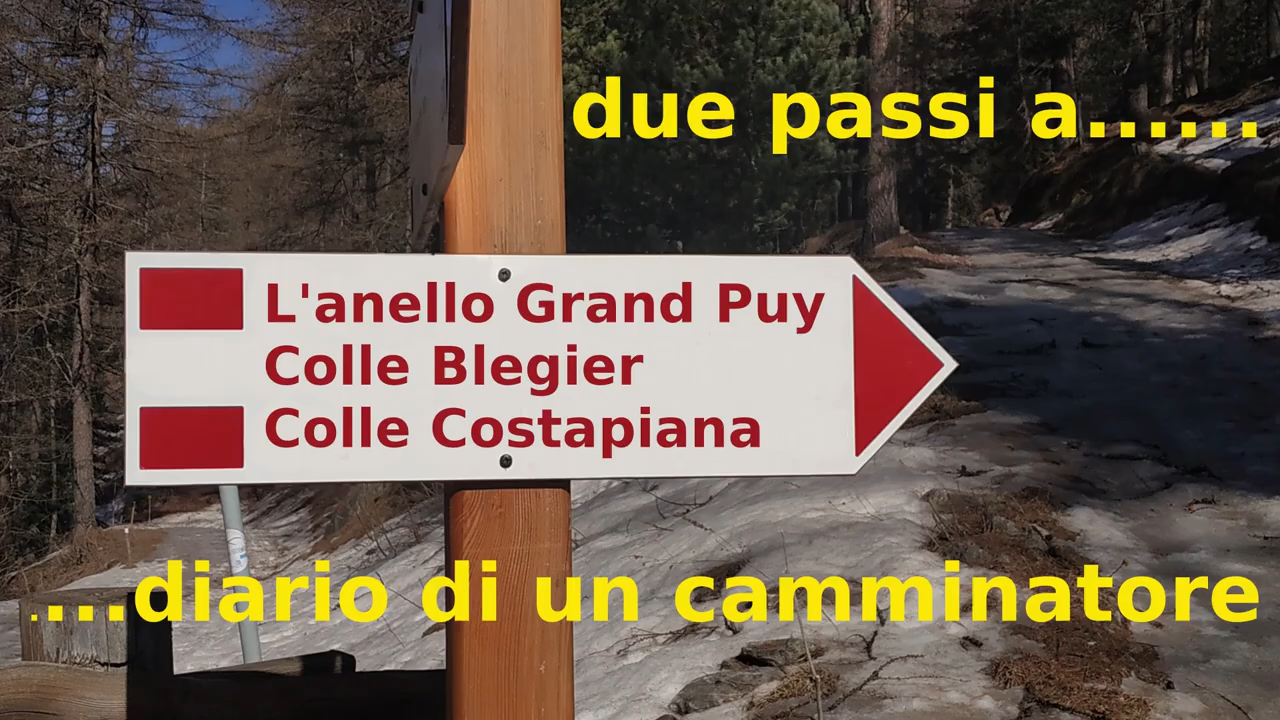 due passi a......
L'anello Grand Puy
Colle Blegier
Colle Costapiana
....diario di un camminatore